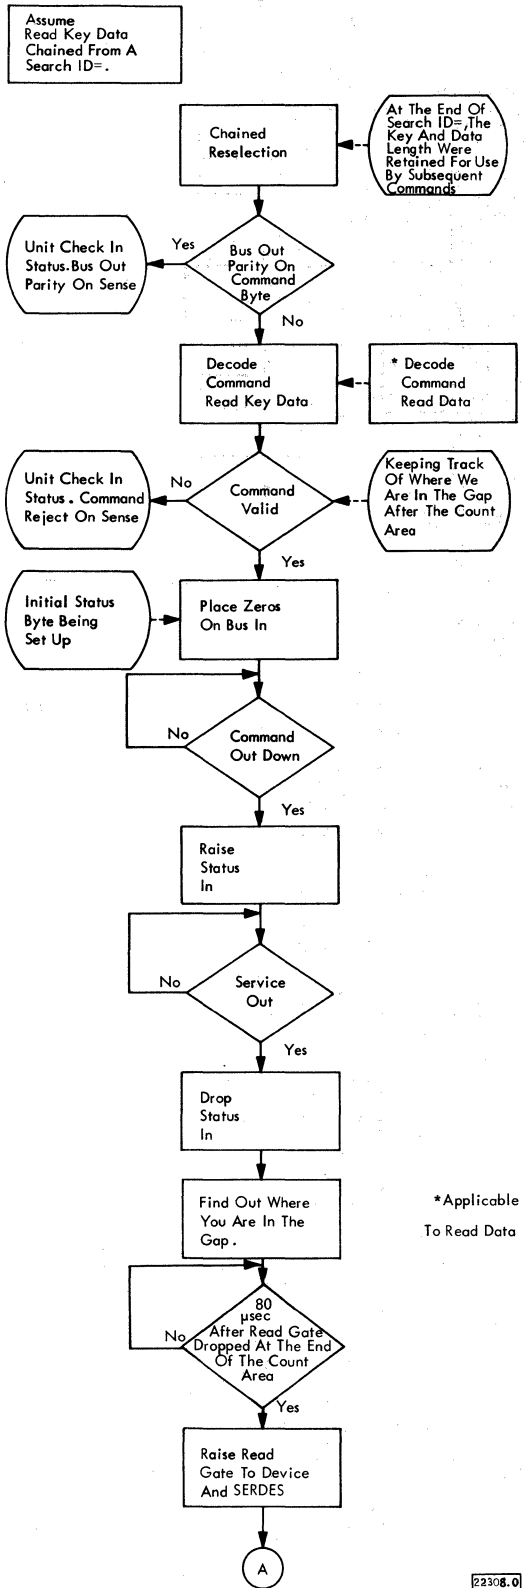 Assume
Read Key Data
Chained From A
Search ID=.
Chained
Reselection
At The End Of
Search ID=,The
Key And Data
Length Were
Retained For Use
By Subsequent
Commands
Unit Check In
Status.Bus Out
Parity On Sense
Yes
Bus Out
Parity On
Command
Byte
No
Decode
Command
Read Key Data
* Decode
Command
Read Data
Unit Check In
Status. Command
Reject On Sense
No
Command
Valid
Keeping Track
Of Where We
Are In The Gap
After The Count
Area
Yes
Initial Status
Byte Being
Set Up
Place Zeros
On Bus In
No
Command
Out Down
Yes
Raise
Status
In
No
Service
Out
Yes
Drop
Status
In
Find Out Where
You Are In The
Gap.
*Applicable
To Read Data
No
80
µsec
After Read Gate
Dropped At The End
Of The Count
Area
Yes
Raise Read
Gate To Device
And SERDES
A
22308.0